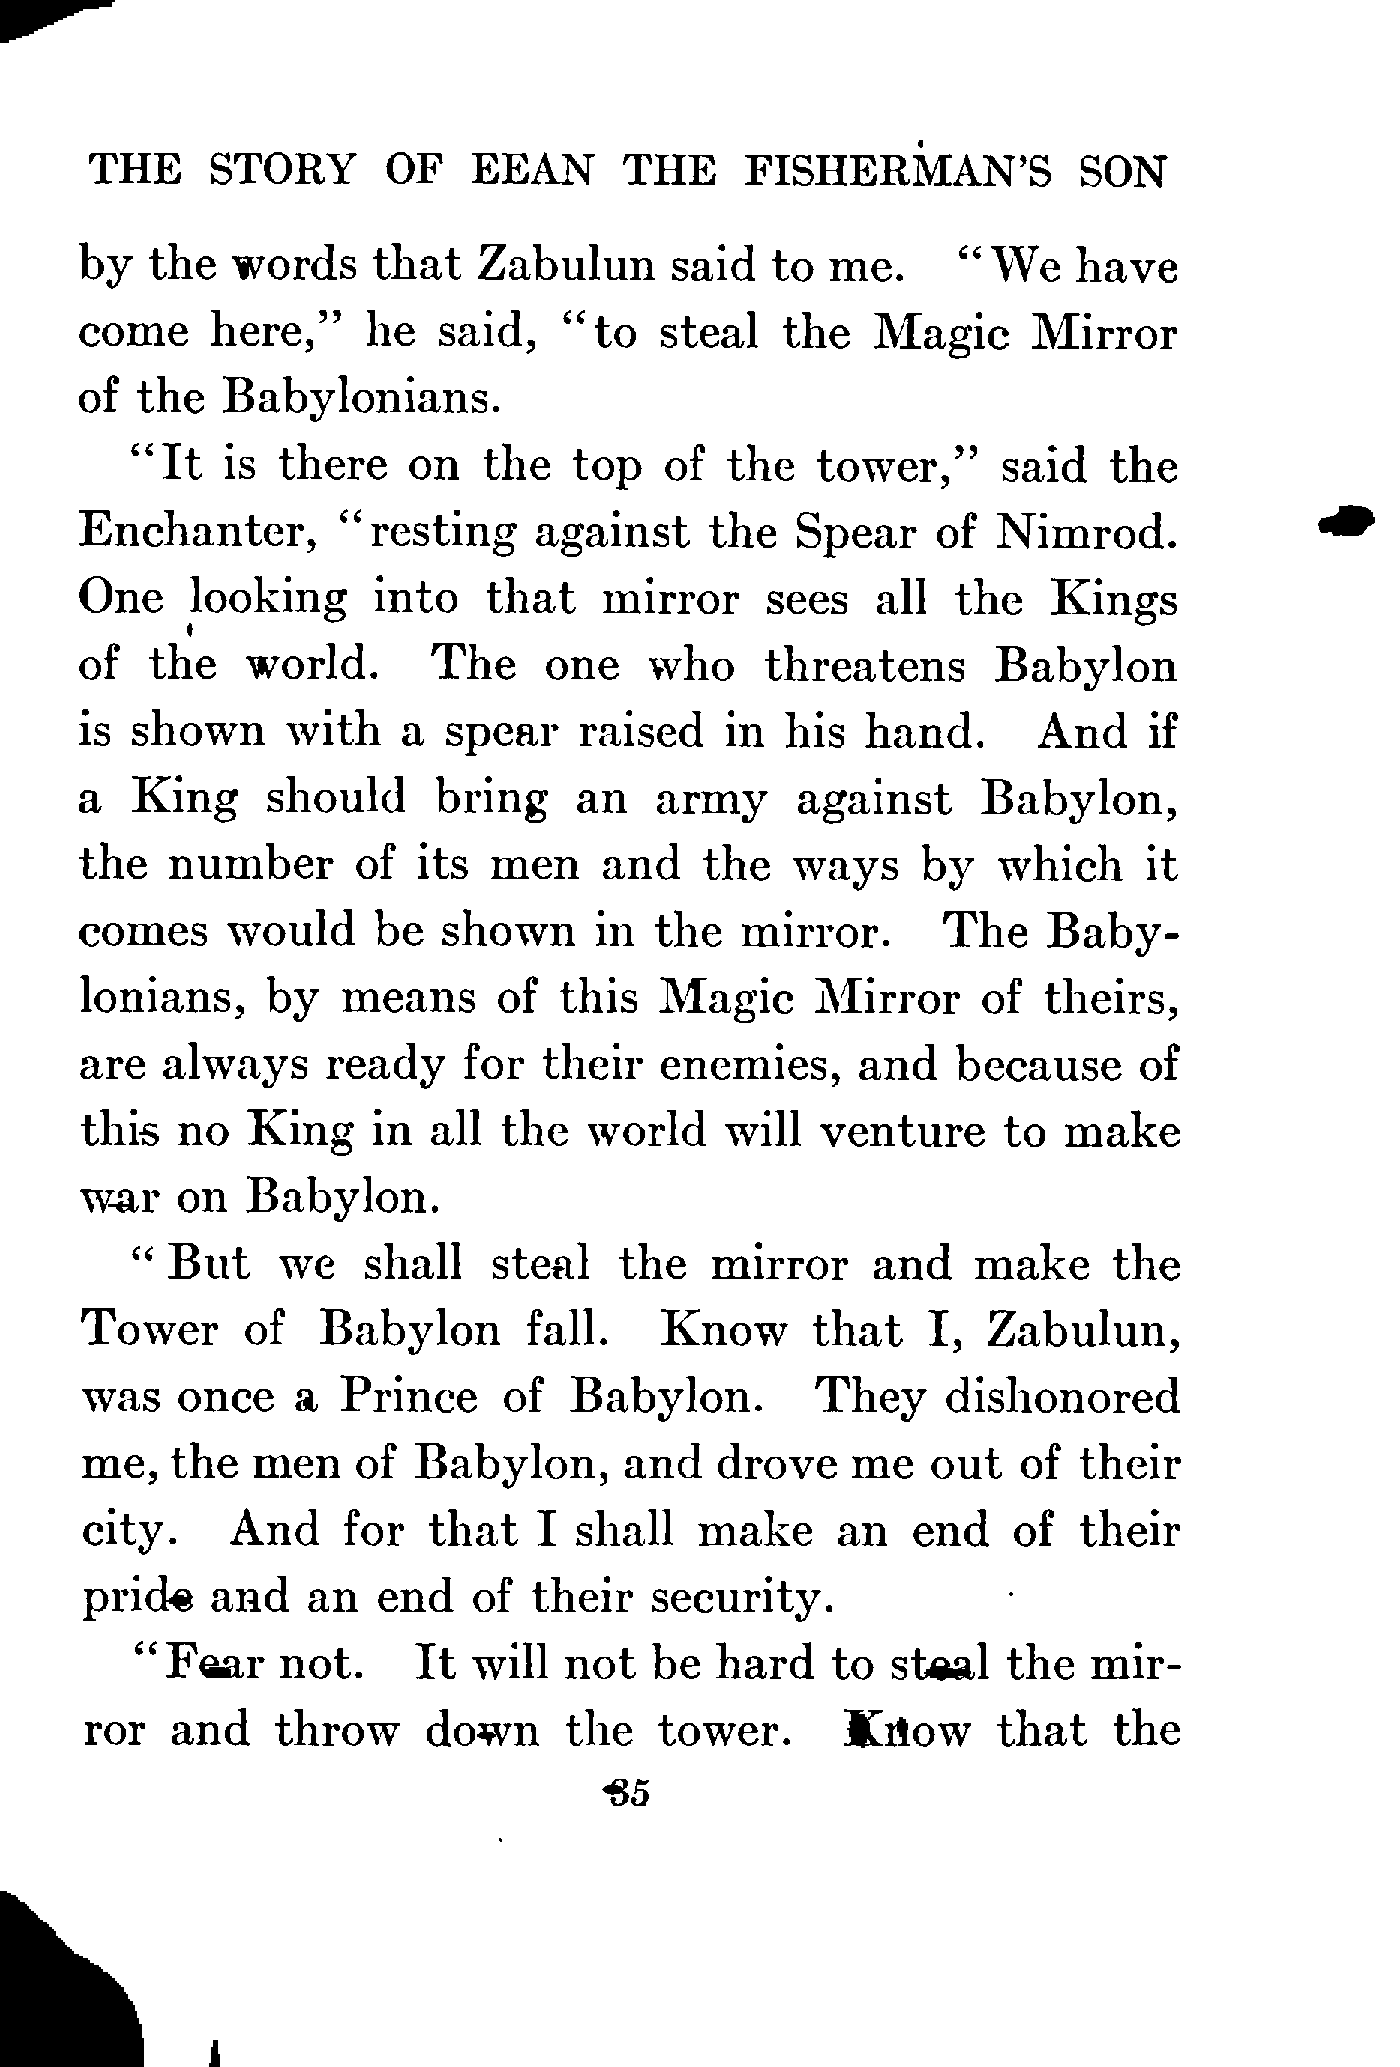 THE STORY OF EEAN THE FISHERMAN'S SON
by the words that Zabulun said to me. "We have
come here," he said, "to steal the Magic Mirror
of the Babylonians.
"It is there on the top of the tower," said the
Enchanter, "resting against the Spear of Nimrod.
One looking into that mirror sees all the Kings
of the world. The one who threatens Babylon
is shown with a spear raised in his hand. And if
a King should bring an army against Babylon,
the number of its men and the ways by which it
comes would be shown in the mirror. The Baby-
lonians, by means of this Magic Mirror of theirs,
are always ready for their enemies, and because of
this no King in all the world will venture to make
war on Babylon.
"But we shall steal the mirror and make the
Tower of Babylon fall. Know that I, Zabulun,
was once a Prince of Babylon. They dishonored
me, the men of Babylon, and drove me out of their
city. And for that I shall make an end of their
pride and an end of their security.
"Fear not. It will not be hard to steal the mir-
ror and throw down the tower. Know that the
35